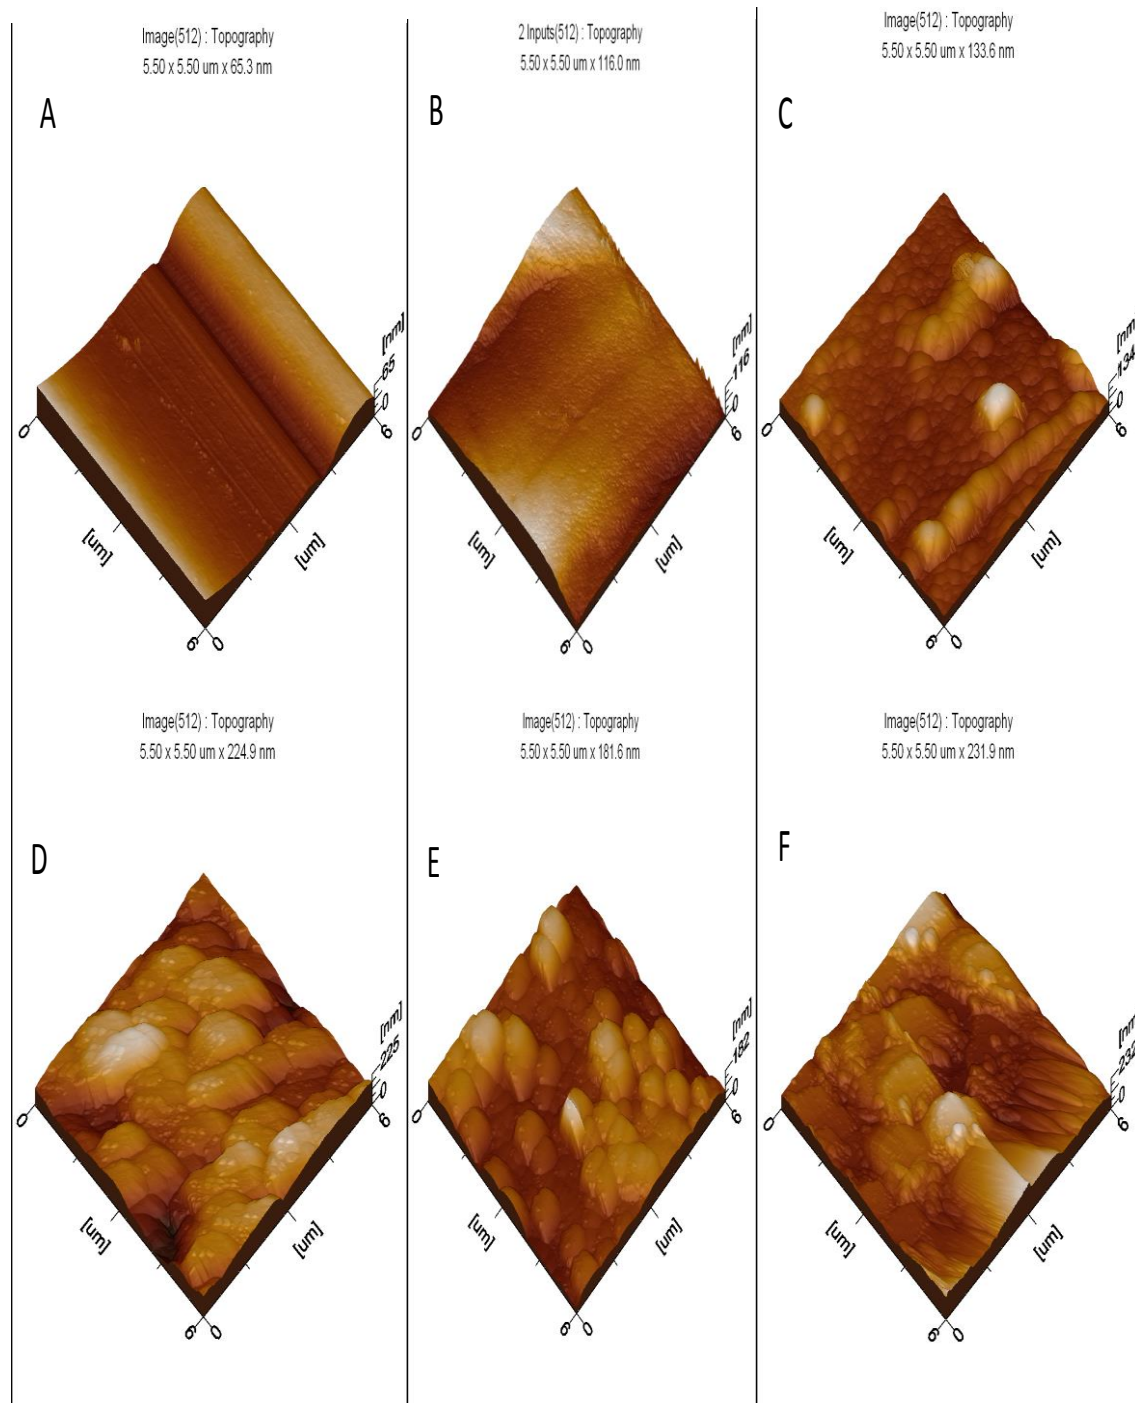 Image(512) : Topography
5.50 x 5.50 um x 65.3 nm
A
[nm]
65
0
0
6
[um]
[um]
6
0
2 Inputs(512) : Topography
5.50 x 5.50 um x 116.0 nm
B
[nm]
116
0
0
6
[um]
[um]
6
0
Image(512) : Topography
5.50 x 5.50 um x 133.6 nm
C
[nm]
134
0
0
6
[um]
[um]
6
0
Image(512) : Topography
5.50 x 5.50 um x 224.9 nm
D
[nm]
225
0
0
6
[um]
[um]
6
0
Image(512) : Topography
5.50 x 5.50 um x 181.6 nm
E
[nm]
182
0
0
6
[um]
[um]
6
0
Image(512) : Topography
5.50 x 5.50 um x 231.9 nm
F
[nm]
232
0
0
6
[um]
[um]
6
0